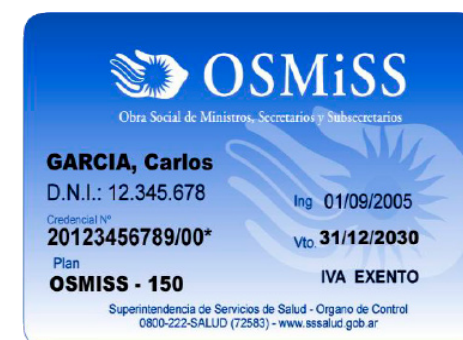 OSMiSS
Obra Social de Ministros, Secretarios y Subsecretarios
GARCIA, Carlos
D.N.I.: 12.345.678
Ing 01/09/2005
Credencial Nº
20123456789/00*
Vto. 31/12/2030
Plan
OSMISS - 150
IVA EXENTO
Superintendencia de Servicios de Salud - Organo de Control
0800-222-SALUD (72583) - www.sssalud.gob.ar